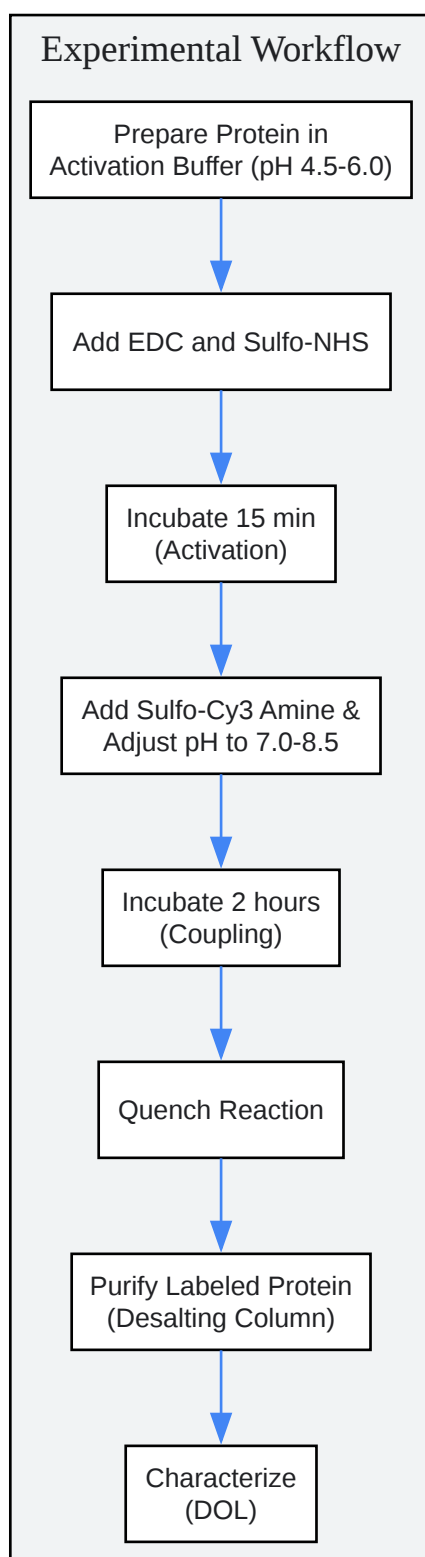 Experimental Workflow
Prepare Protein in
Activation Buffer (pH 4.5-6.0)
Add EDC and Sulfo-NHS
Incubate 15 min
(Activation)
Add Sulfo-Cy3 Amine &
Adjust pH to 7.0-8.5
Incubate 2 hours
(Coupling)
Quench Reaction
Purify Labeled Protein
(Desalting Column)
Characterize
(DOL)